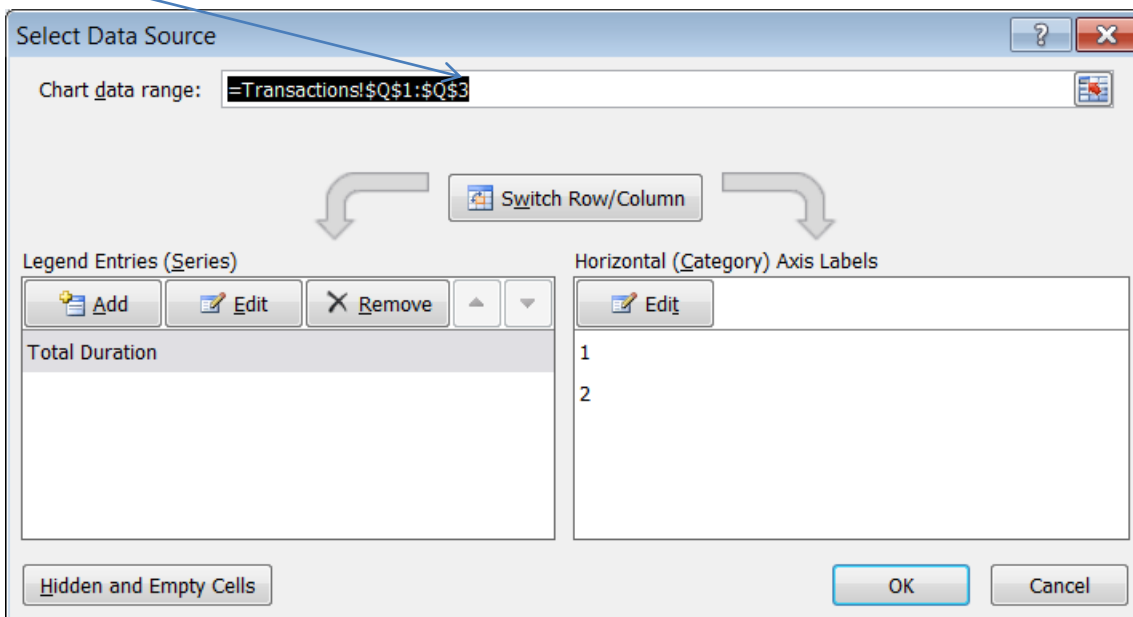 Select Data Source
Chart data range: =Transactions!$Q$1:$Q$3
Switch Row/Column
Legend Entries (Series)
Add Edit Remove
Total Duration
Horizontal (Category) Axis Labels
Edit
1
2
Hidden and Empty Cells
OK Cancel